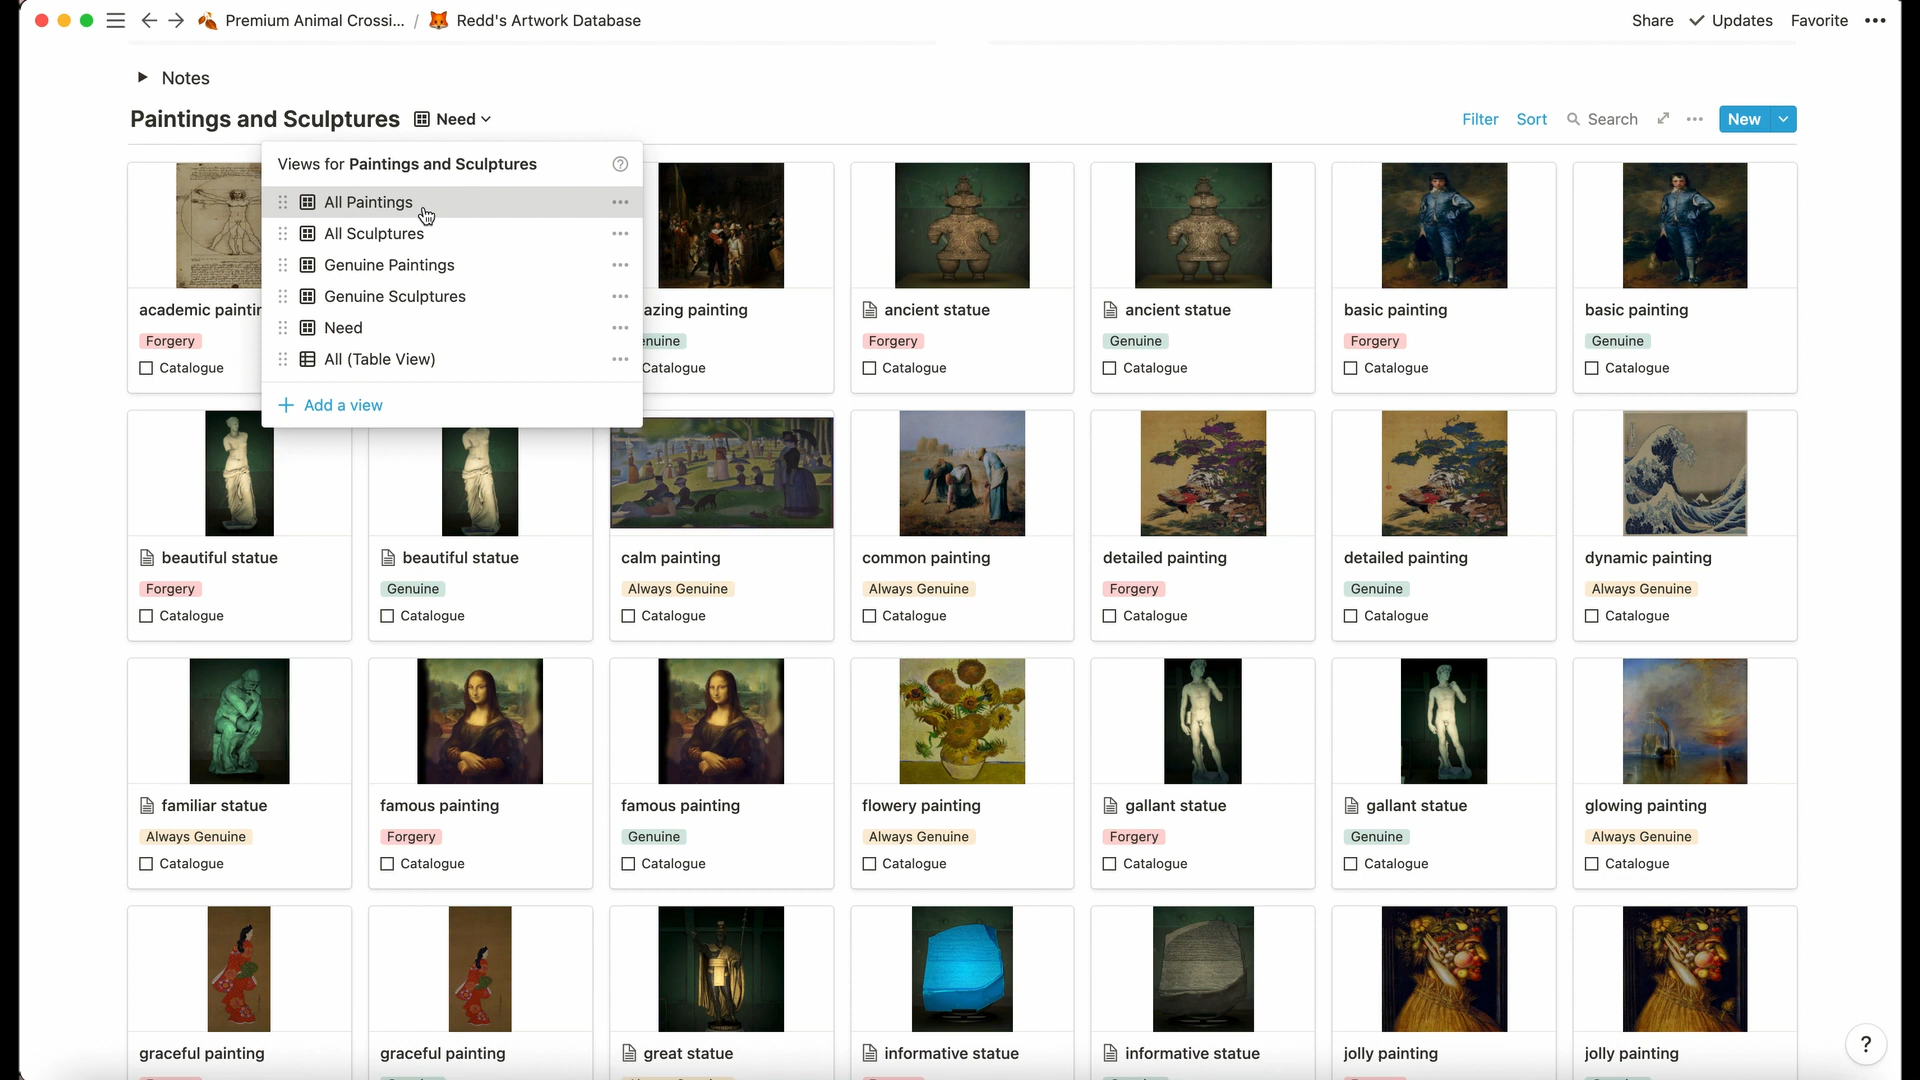 Premium Animal Crossi... / Redd's Artwork Database
Share Updates Favorite
Notes
Paintings and Sculptures Need
Filter Sort Search New
Views for Paintings and Sculptures
All Paintings
All Sculptures
Genuine Paintings
Genuine Sculptures
Need
All (Table View)
Add a view
academic paintin
Forgery
Catalogue
azing painting
enuine
Catalogue
ancient statue
Forgery
Catalogue
ancient statue
Genuine
Catalogue
basic painting
Forgery
Catalogue
basic painting
Genuine
Catalogue
beautiful statue
Forgery
Catalogue
beautiful statue
Genuine
Catalogue
calm painting
Always Genuine
Catalogue
common painting
Always Genuine
Catalogue
detailed painting
Forgery
Catalogue
detailed painting
Genuine
Catalogue
dynamic painting
Always Genuine
Catalogue
familiar statue
Always Genuine
Catalogue
famous painting
Forgery
Catalogue
famous painting
Genuine
Catalogue
flowery painting
Always Genuine
Catalogue
gallant statue
Forgery
Catalogue
gallant statue
Genuine
Catalogue
glowing painting
Always Genuine
Catalogue
graceful painting
graceful painting
great statue
informative statue
informative statue
jolly painting
jolly painting
?